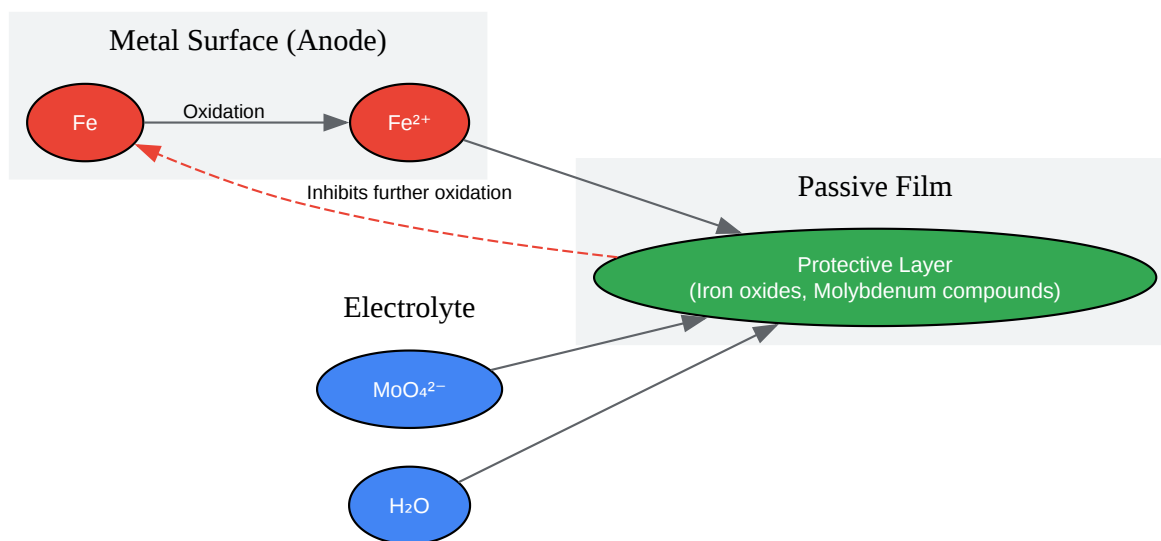 Metal Surface (Anode)
Fe
Oxidation
Fe²⁺
Inhibits further oxidation
Passive Film
Protective Layer
(Iron oxides, Molybdenum compounds)
Electrolyte
MoO₄²⁻
H₂O